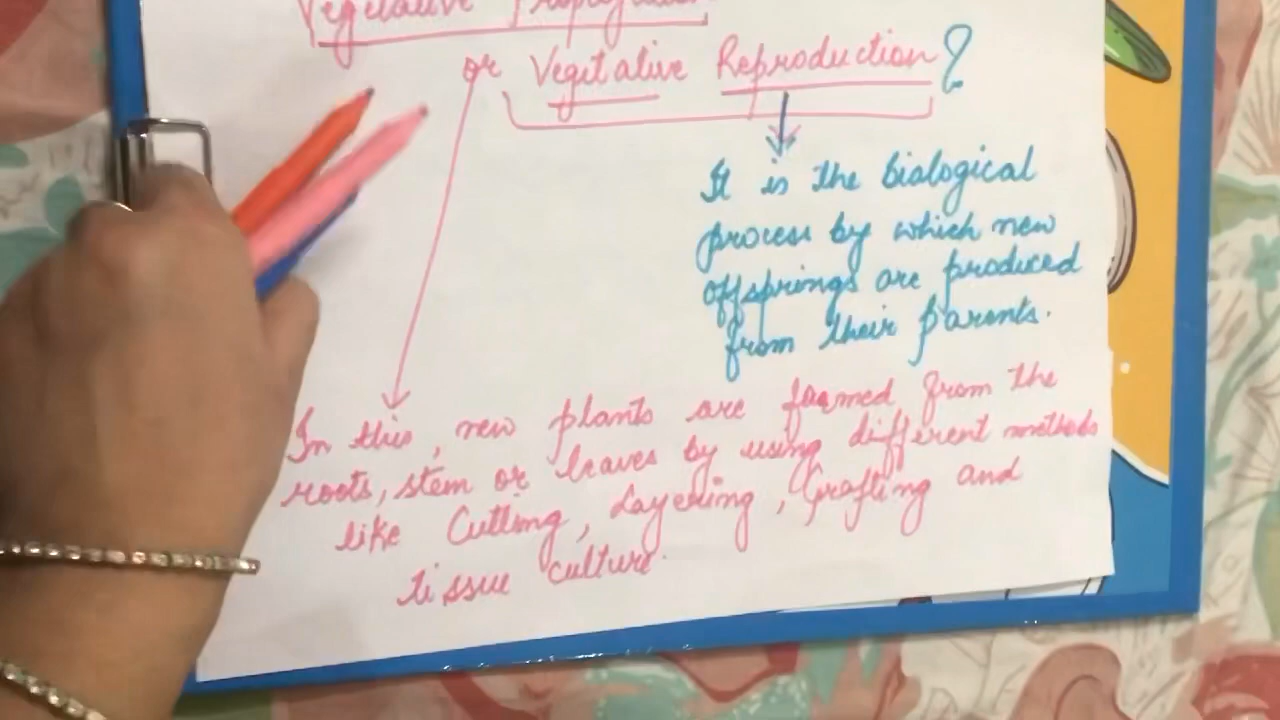 Vegitative Propogation
or Vegitative Reproduction?
It is the biological
process by which new
offsprings are produced
from their parents.
In this, new plants are formed from the
roots, stem or leaves by using different methods
like Cutting, Layering, Grafting and
tissue culture.